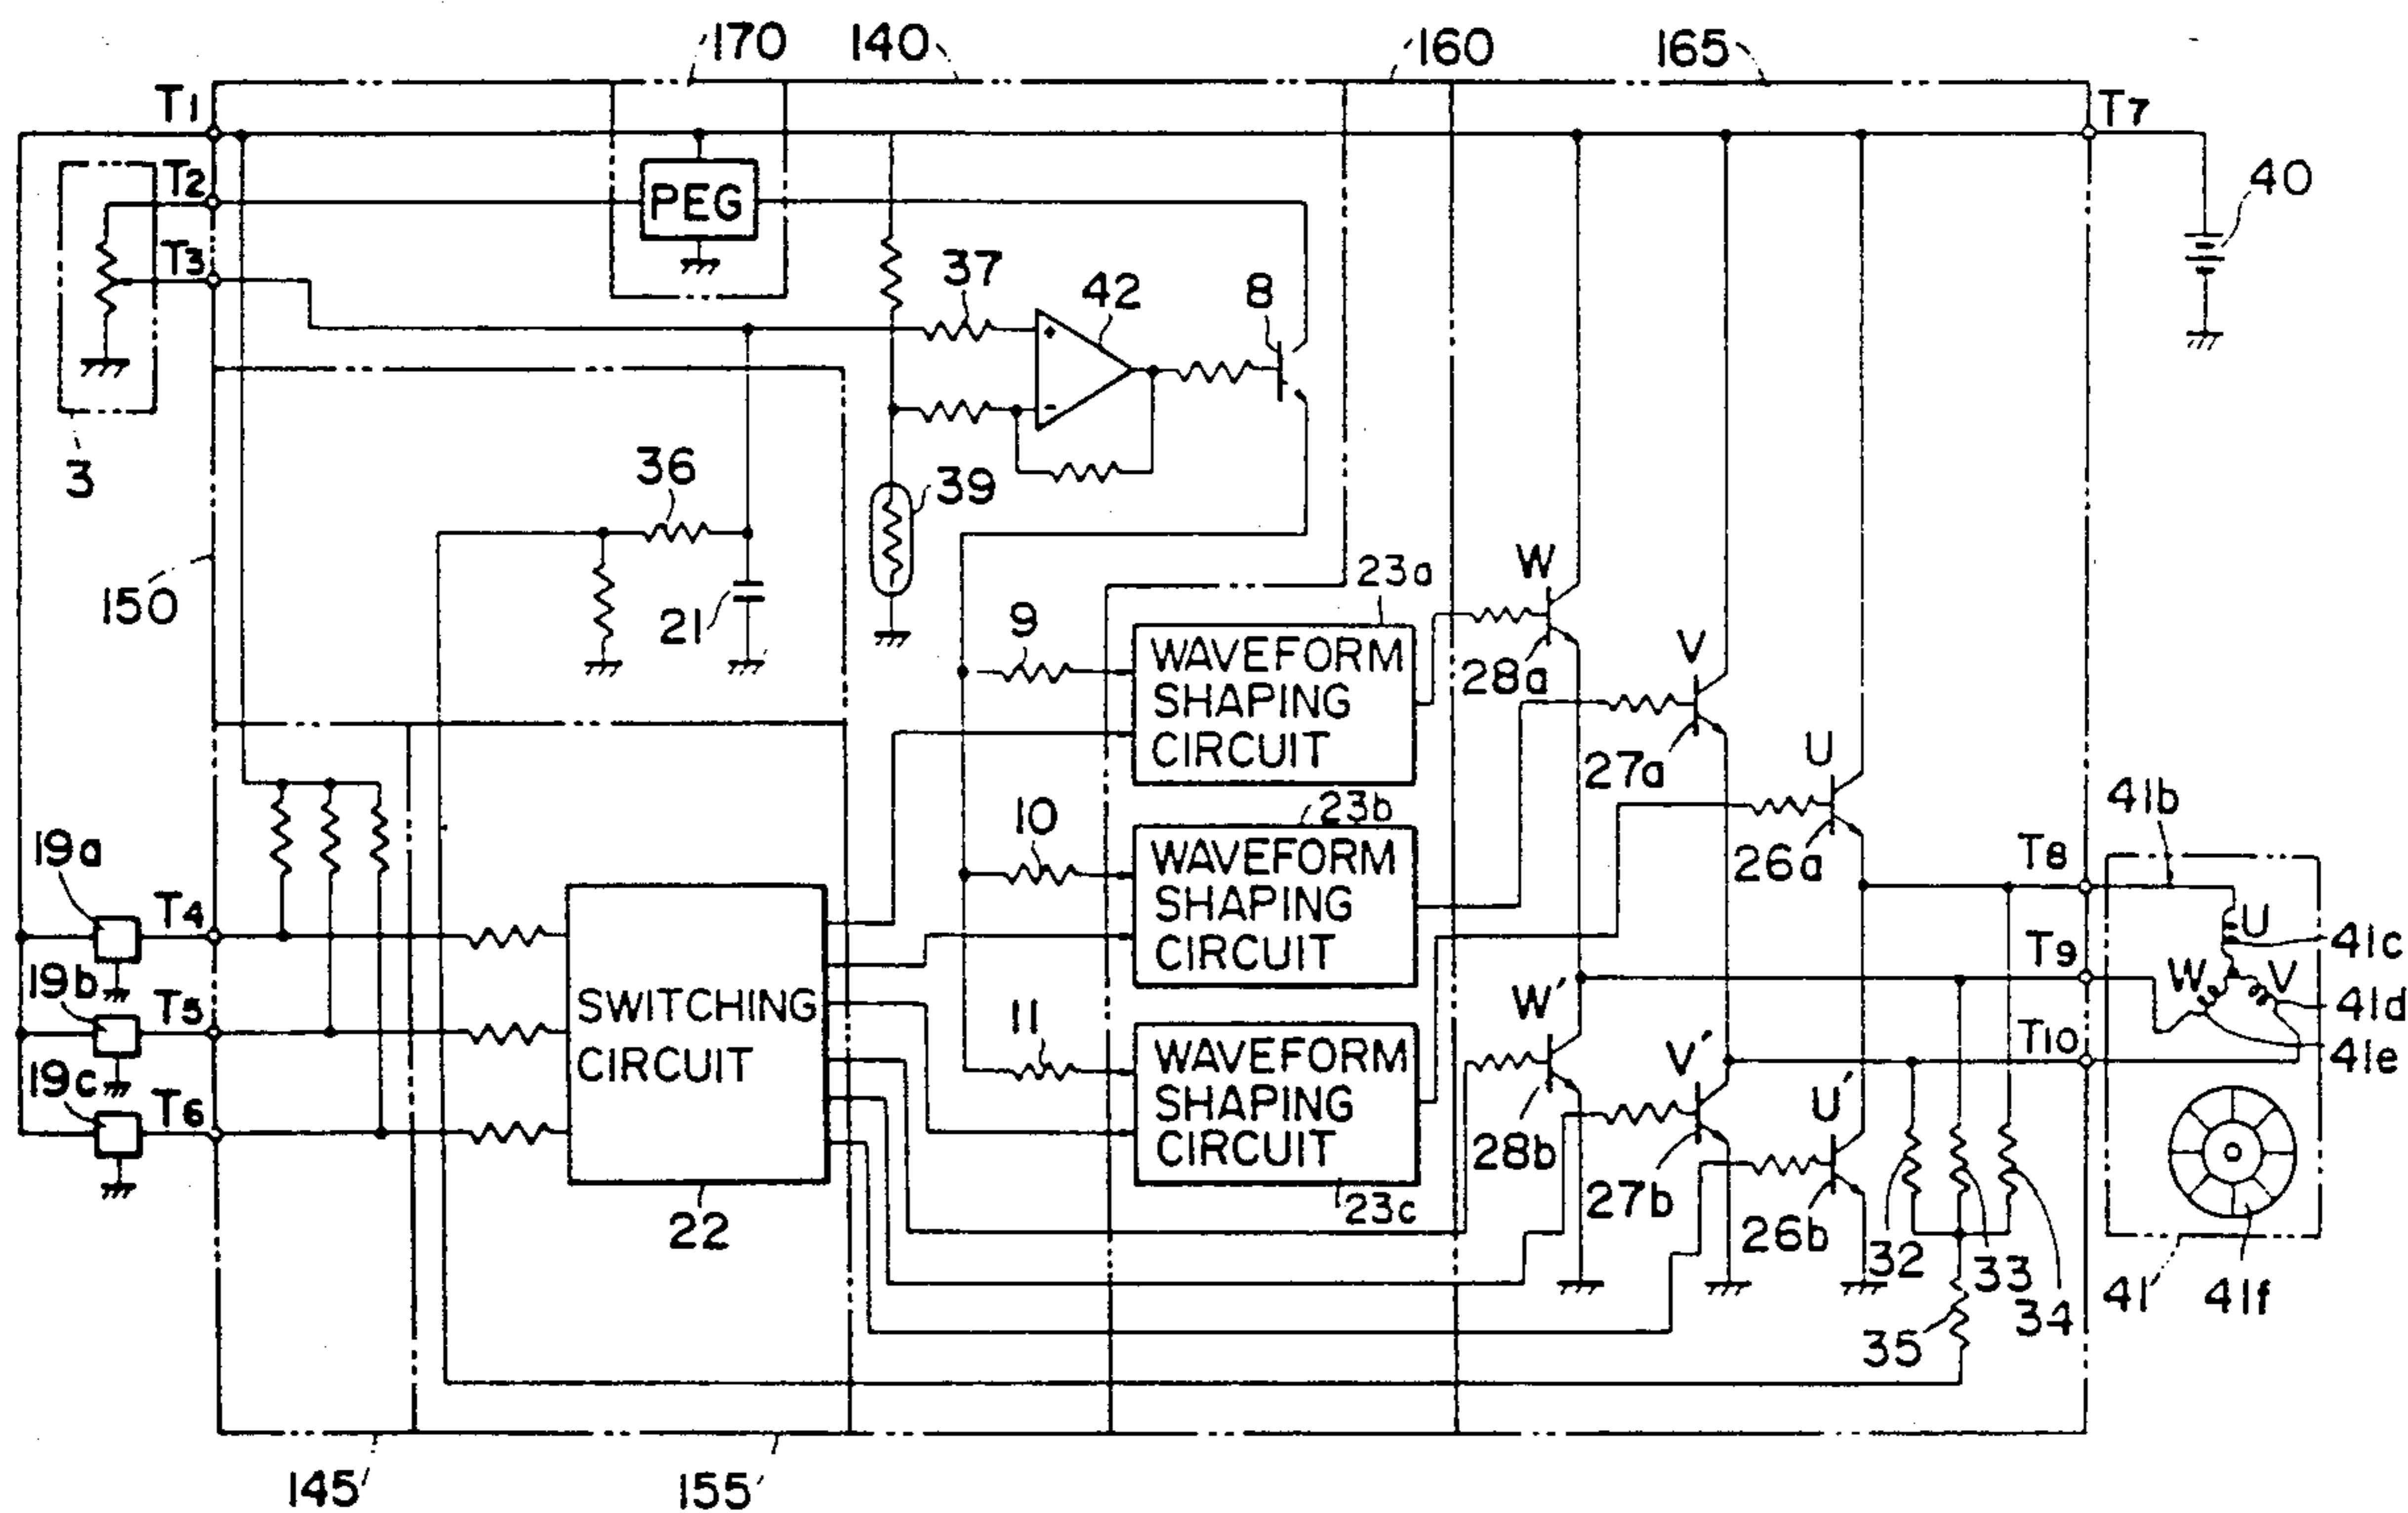 170 140 160 165
T1 T7
T2 PEG 40
T3 37 42 8
3 36 39
150 21 9 23a W
WAVEFORM SHAPING CIRCUIT 28a V
27a U
10 23b 41b
19a WAVEFORM SHAPING CIRCUIT 26a T8
T4 U 41c
19b T9 W V
T5 SWITCHING CIRCUIT 11 W' 41d
19c WAVEFORM SHAPING CIRCUIT V' T10 41e
T6 U'
28b
22 23c 27b 26b 32 33 41 41f
35 34
145 155